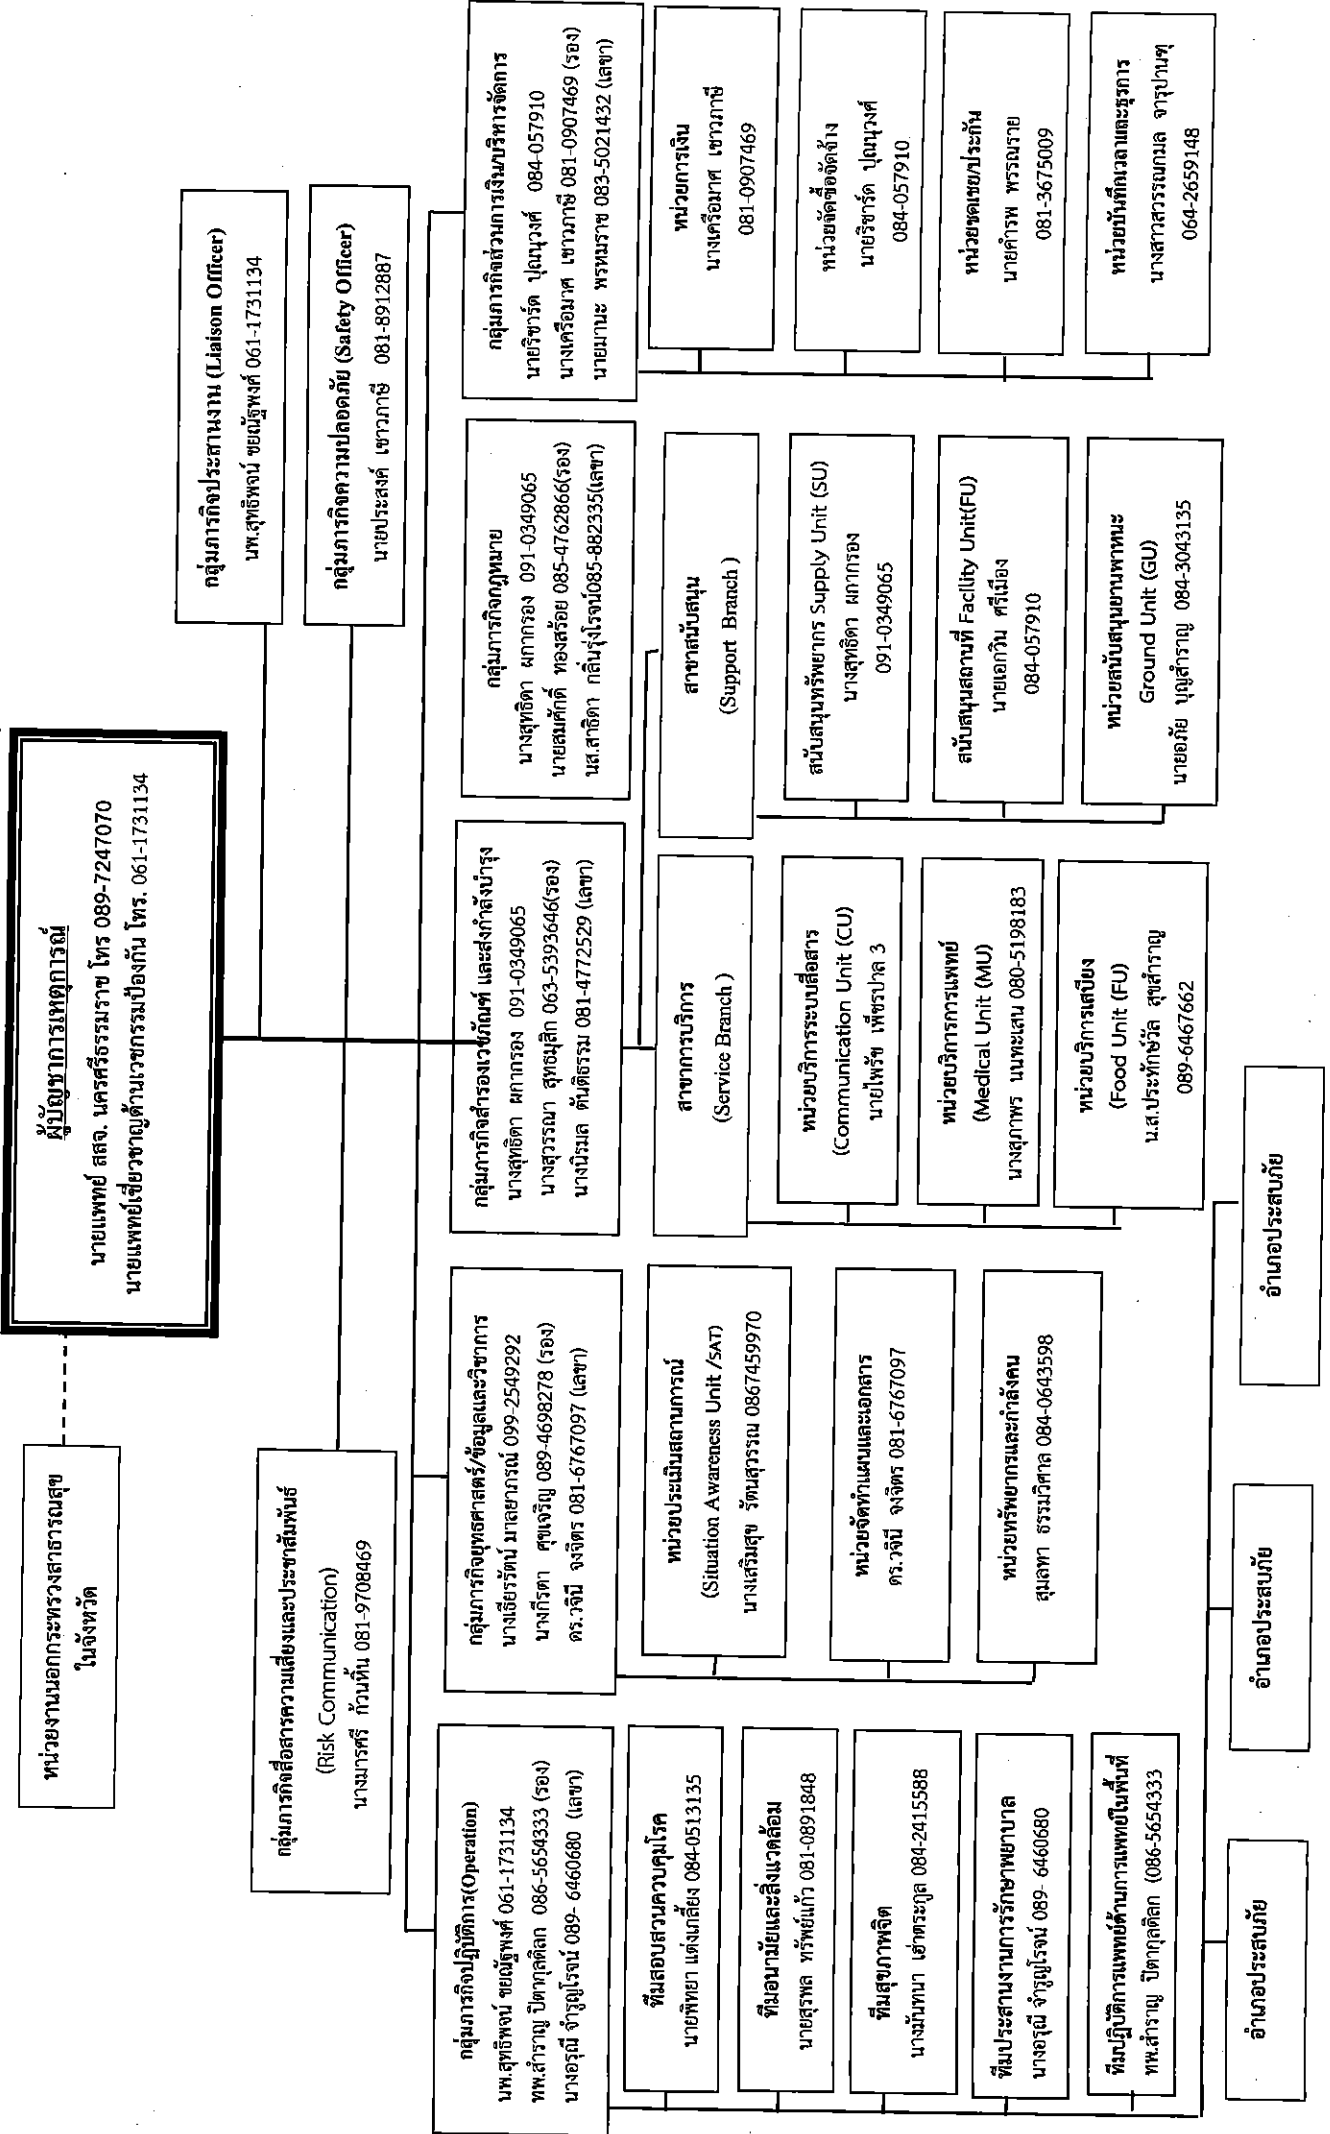 ผู้บัญชาการเหตุการณ์
นายแพทย์ สสจ. นครศรีธรรมราช โทร 089-7247070
นายแพทย์เชี่ยวชาญด้านเวชกรรมป้องกัน โทร. 061-1731134
หน่วยงานนอกกระทรวงสาธารณสุข
ในจังหวัด
กลุ่มภารกิจประสานงาน (Liaison Officer)
นพ.สุทธิพจน์ ชยณัฐพงศ์ 061-1731134
กลุ่มภารกิจความปลอดภัย (Safety Officer)
นายประสงค์ เชาวภาษี 081-8912887
กลุ่มภารกิจสื่อสารความเสี่ยงและประชาสัมพันธ์
(Risk Communication)
นางมารศรี ก้วนหิ้น 081-9708469
กลุ่มภารกิจปฏิบัติการ(Operation)
นพ.สุทธิพจน์ ชยณัฐพงศ์ 061-1731134
ทพ.สำราญ ปิตากุลดิลก 086-5654333 (รอง)
นางอรุณี จำรูญโรจน์ 089- 6460680 (เลขา)
ทีมสอบสวนควบคุมโรค
นายพิทยา แต่งเกลี้ยง 084-0513135
ทีมอนามัยและสิ่งแวดล้อม
นายสุรพล ทรัพย์แก้ว 081-0891848
ทีมสุขภาพจิต
นางมันทนา เฮ่าตระกูล 084-2415588
ทีมประสานงานการรักษาพยาบาล
นางอรุณี จำรูญโรจน์ 089- 6460680
ทีมปฏิบัติการแพทย์ด้านการแพทย์ในพื้นที่
ทพ.สำราญ ปิตากุลดิลก (086-5654333
กลุ่มภารกิจยุทธศาสตร์/ข้อมูลและวิชาการ
นางเธียรรัตน์ มาลยาภรณ์ 099-2549292
นางกีรตา ศุขเจริญ 089-4698278 (รอง)
ดร.วจินี จงจิตร 081-6767097 (เลขา)
หน่วยประเมินสถานการณ์
(Situation Awareness Unit /SAT)
นางเสริมสุข รัตนสุวรรณ 0867459970
หน่วยจัดทำแผนและเอกสาร
ดร.วจินี จงจิตร 081-6767097
หน่วยทรัพยากรและกำลังคน
สุมลทา ธรรมวิศาล 084-0643598
กลุ่มภารกิจสำรองเวชภัณฑ์ และส่งกำลังบำรุง
นางสุทธิดา ผกากรอง 091-0349065
นางสุวรรณา สุทธมุสิก 063-5393646(รอง)
นางนิรมล ตันติธรรม 081-4772529 (เลขา)
สาขาการบริการ
(Service Branch )
หน่วยบริการระบบสื่อสาร
(Communication Unit (CU)
นายไพรัช เพ็ชรปาล 3
หน่วยบริการการแพทย์
(Medical Unit (MU)
นางสุภาพร นนทะเสน 080-5198183
หน่วยบริการเสบียง
(Food Unit (FU)
น.ส.ประทักษ์วัล สุขสำราญ
089-6467662
กลุ่มภารกิจกฎหมาย
นางสุทธิดา ผกากรอง 091-0349065
นายสมศักดิ์ ทองสร้อย 085-4762866(รอง)
นส.สาธิดา กลิ่นรุ่งโรจน์085-882335(เลขา)
สาขาสนับสนุน
(Support Branch )
สนับสนุนทรัพยากร Supply Unit (SU)
นางสุทธิดา ผกากรอง
091-0349065
สนับสนุนสถานที่ Facility Unit(FU)
นายเอกวิน ศรีเมือง
084-057910
หน่วยสนับสนุนยานพาหนะ
Ground Unit (GU)
นายอภัย บุญสำราญ 084-3043135
กลุ่มภารกิจส่วนการเงิน/บริหารจัดการ
นายริชาร์ด ปุณนุวงศ์ 084-057910
นางเครือมาศ เชาวภาษี 081-0907469 (รอง)
นายมานะ พรหมราช 083-5021432 (เลขา)
หน่วยการเงิน
นางเครือมาศ เชาวภาษี
081-0907469
หน่วยจัดซื้อจัดจ้าง
นายริชาร์ด ปุณนุวงศ์
084-057910
หน่วยชดเชย/ประกัน
นายคำรพ พรรณราย
081-3675009
หน่วยบันทึกเวลาและธุรการ
นางสาวสวรรณกมล จารุปานฑุ
064-2659148
อำเภอประสบภัย
อำเภอประสบภัย
อำเภอประสบภัย